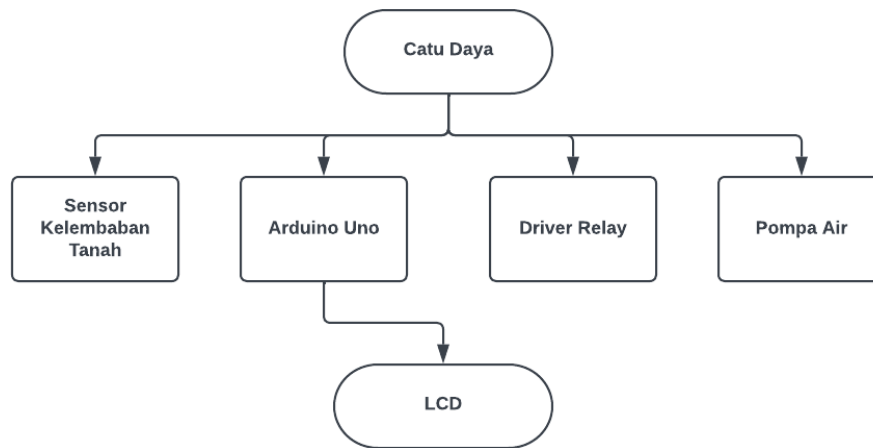 Catu Daya
Sensor
Kelembaban
Tanah
Arduino Uno
Driver Relay
Pompa Air
LCD